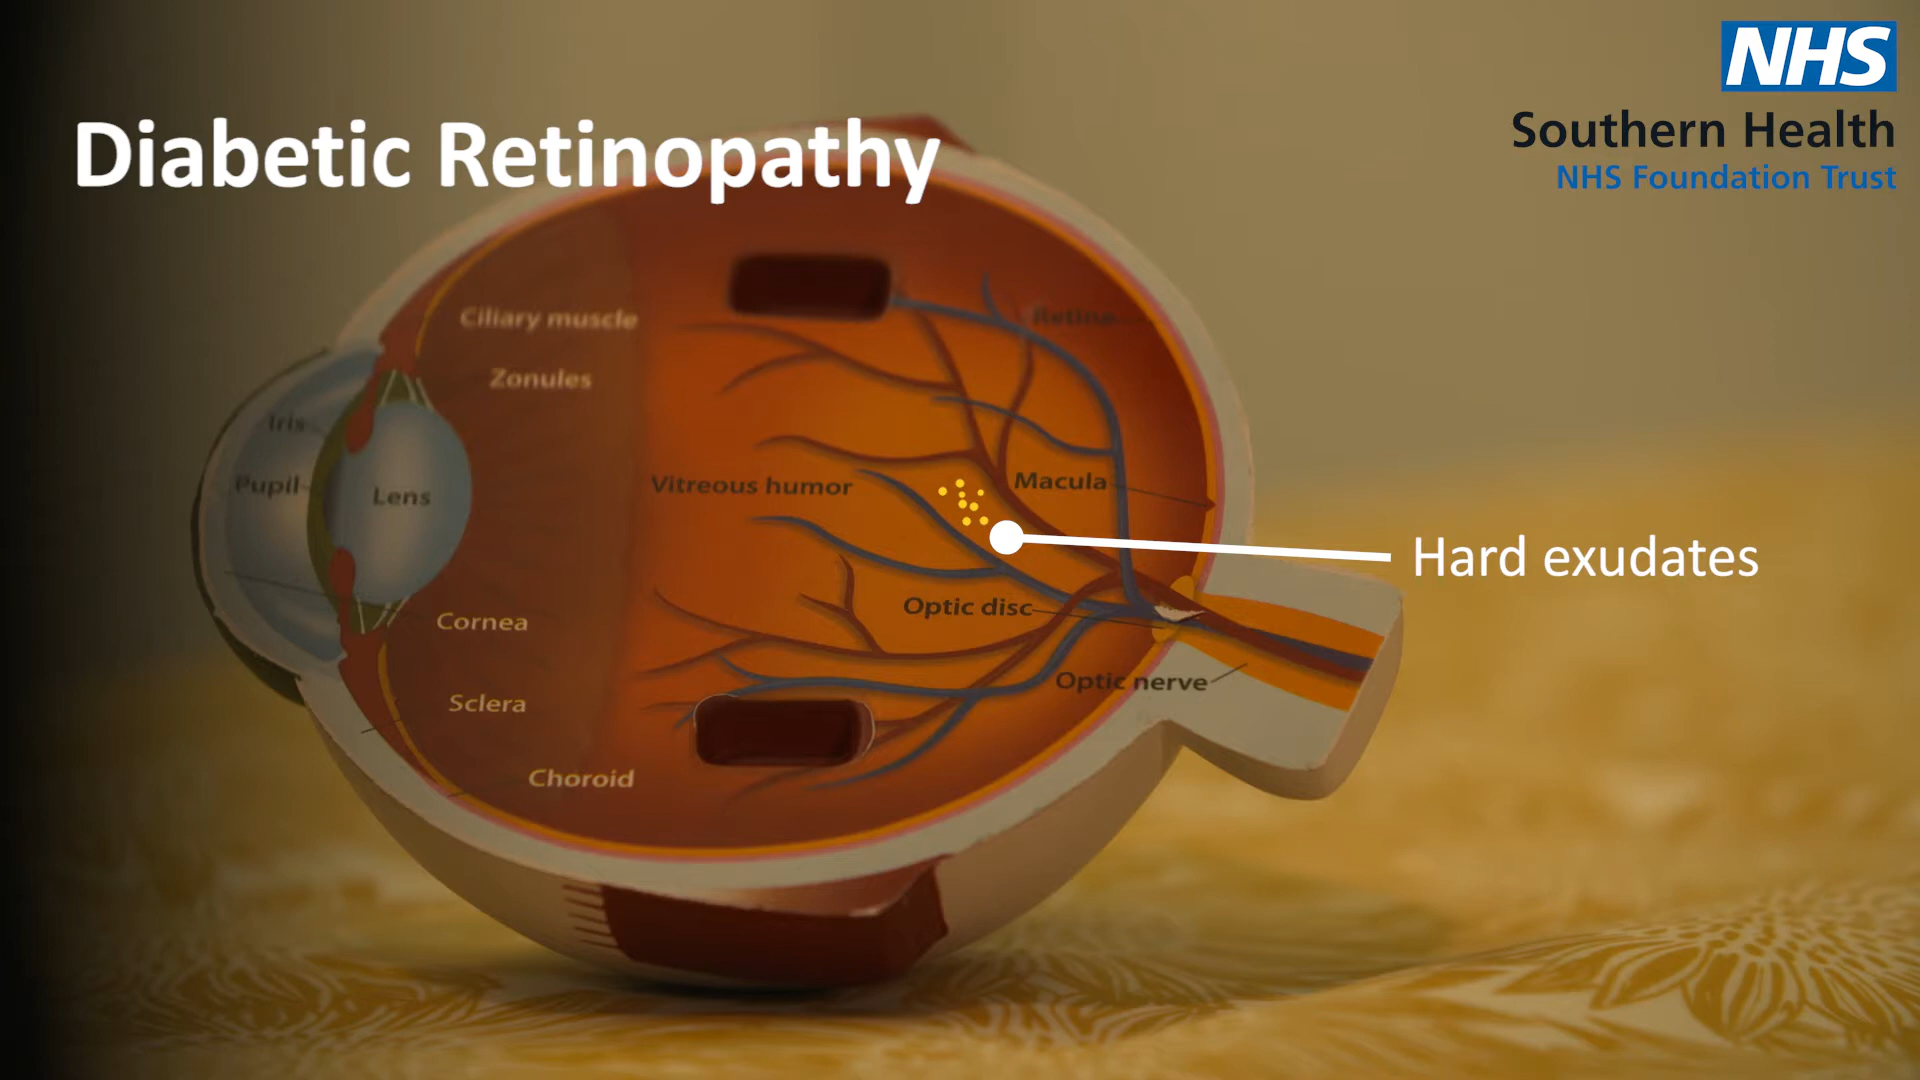 NHS
Southern Health
NHS Foundation Trust
Diabetic Retinopathy
Ciliary muscle
Retina
Zonules
Iris
Pupil
Lens
Vitreous humor
Macula
Hard exudates
Optic disc
Cornea
Optic nerve
Sclera
Choroid